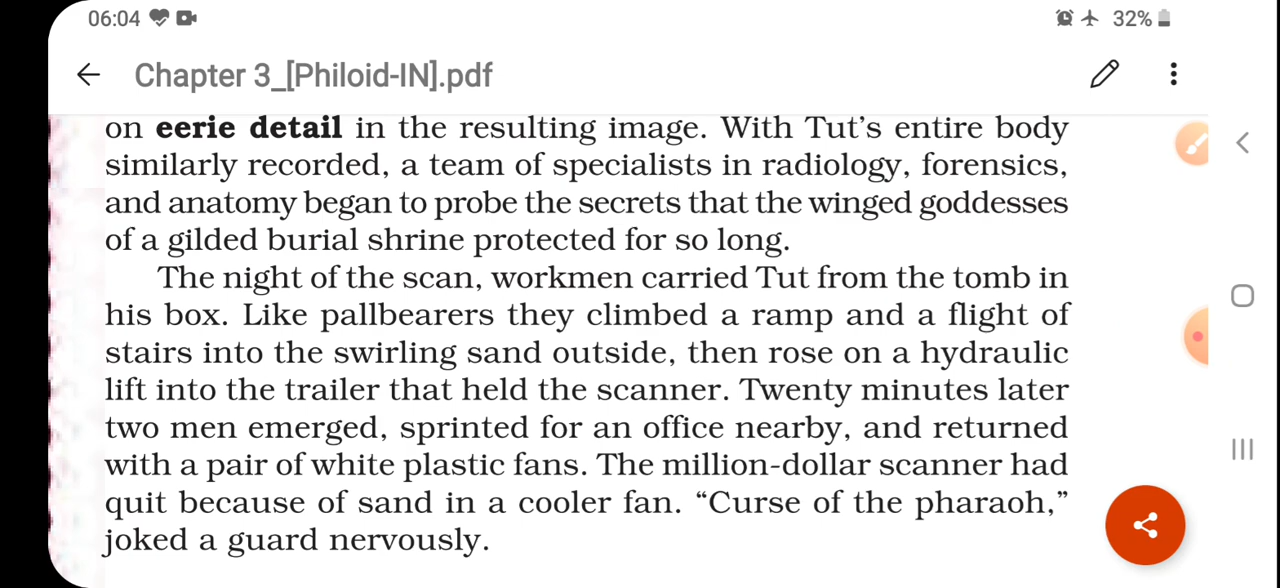 06:04
32%
Chapter 3_[Philoid-IN].pdf
on eerie detail in the resulting image. With Tut’s entire body
similarly recorded, a team of specialists in radiology, forensics,
and anatomy began to probe the secrets that the winged goddesses
of a gilded burial shrine protected for so long.
The night of the scan, workmen carried Tut from the tomb in
his box. Like pallbearers they climbed a ramp and a flight of
stairs into the swirling sand outside, then rose on a hydraulic
lift into the trailer that held the scanner. Twenty minutes later
two men emerged, sprinted for an office nearby, and returned
with a pair of white plastic fans. The million-dollar scanner had
quit because of sand in a cooler fan. “Curse of the pharaoh,”
joked a guard nervously.